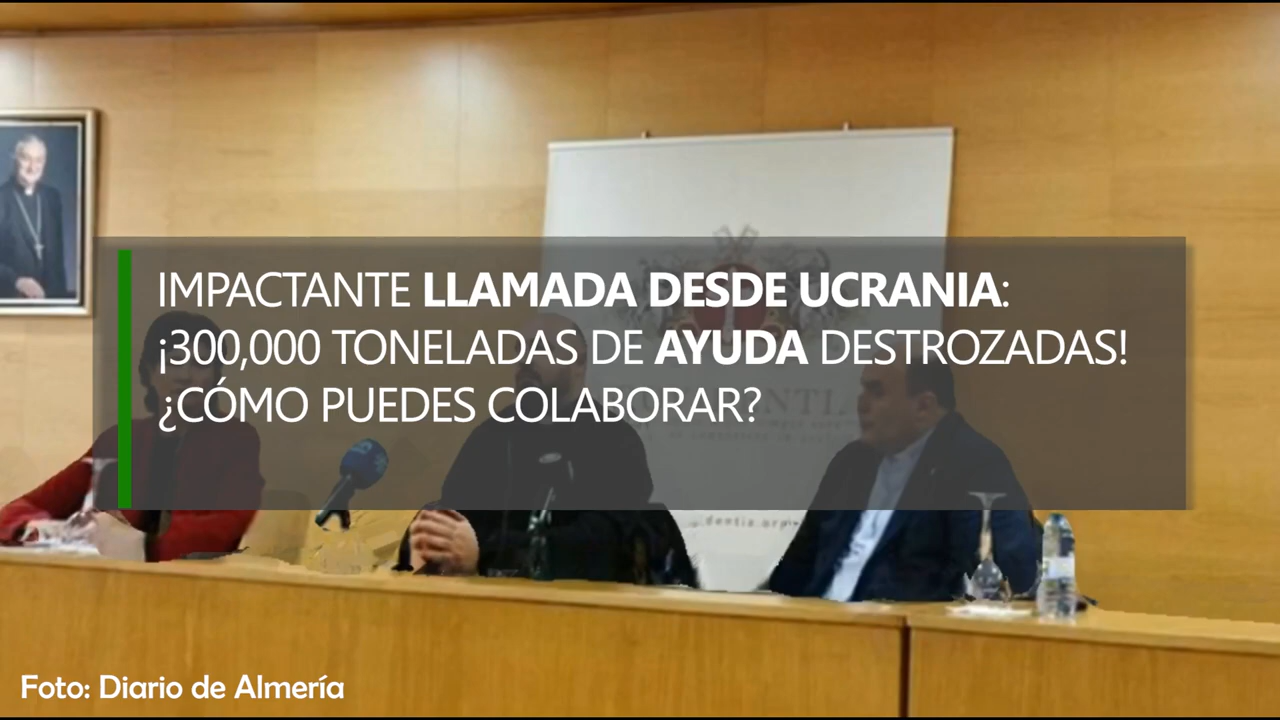 IMPACTANTE LLAMADA DESDE UCRANIA:
¡300,000 TONELADAS DE AYUDA DESTROZADAS!
¿CÓMO PUEDES COLABORAR?
Foto: Diario de Almería